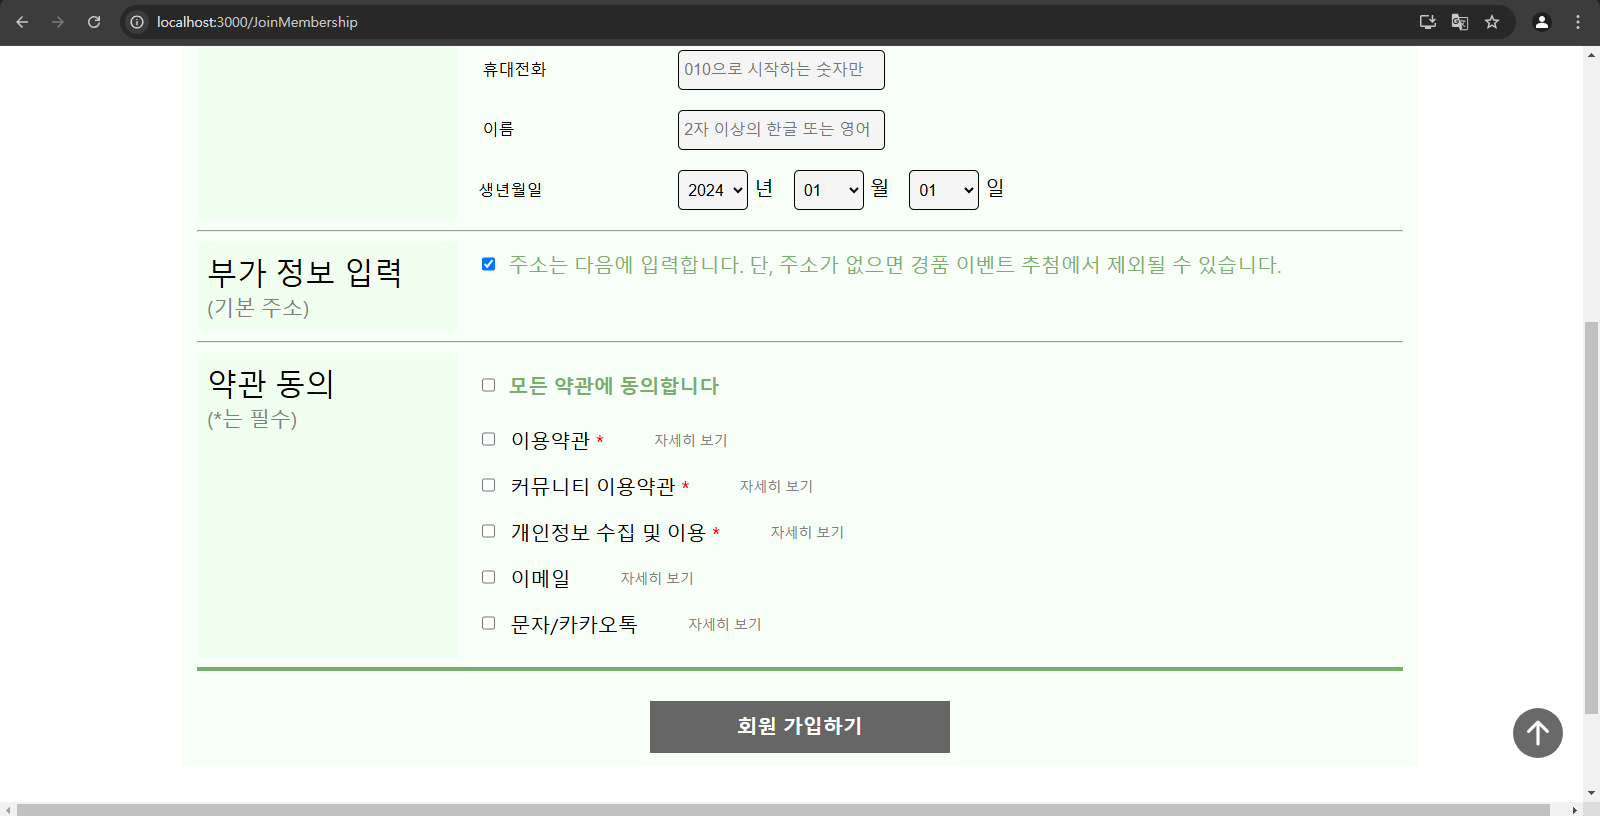 localhost:3000/JoinMembership
휴대전화 010으로 시작하는 숫자만
이름 2자 이상의 한글 또는 영어
생년월일 2024 년 01 월 01 일
부가 정보 입력
(기본 주소)
주소는 다음에 입력합니다. 단, 주소가 없으면 경품 이벤트 추첨에서 제외될 수 있습니다.
약관 동의
(*는 필수)
모든 약관에 동의합니다
이용약관 * 자세히 보기
커뮤니티 이용약관 * 자세히 보기
개인정보 수집 및 이용 * 자세히 보기
이메일 자세히 보기
문자/카카오톡 자세히 보기
회원 가입하기